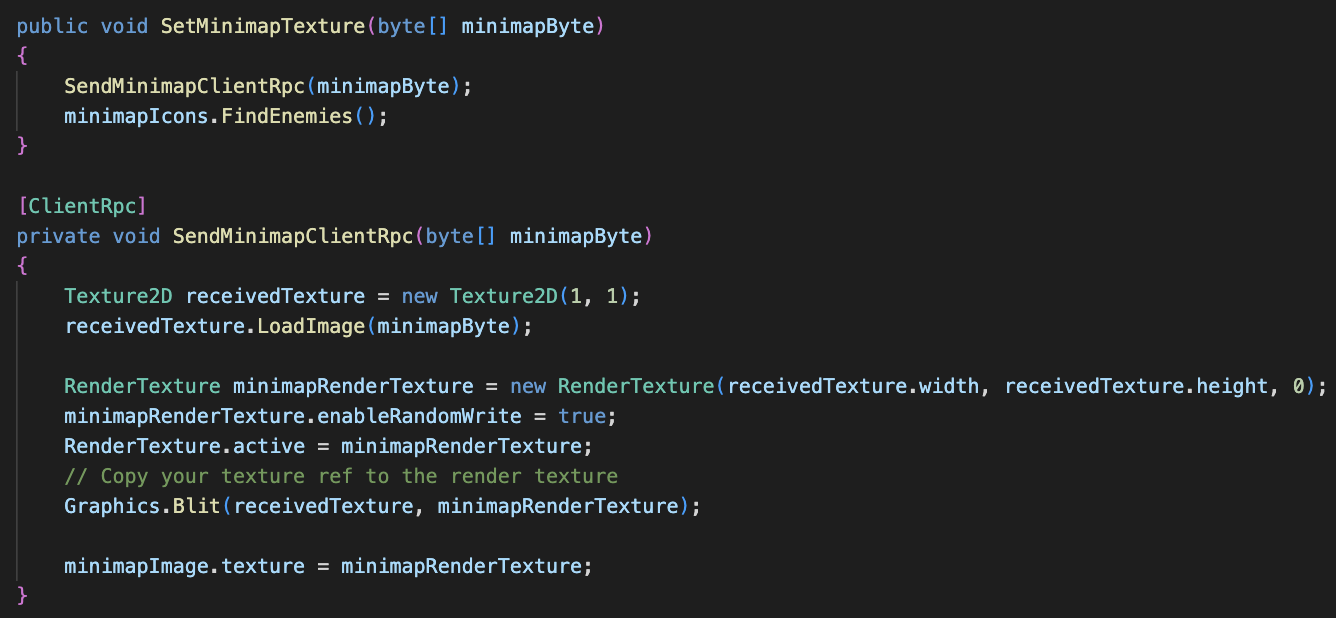 public void SetMinimapTexture(byte[] minimapByte)
{
    SendMinimapClientRpc(minimapByte);
    minimapIcons.FindEnemies();
}

[ClientRpc]
private void SendMinimapClientRpc(byte[] minimapByte)
{
    Texture2D receivedTexture = new Texture2D(1, 1);
    receivedTexture.LoadImage(minimapByte);

    RenderTexture minimapRenderTexture = new RenderTexture(receivedTexture.width, receivedTexture.height, 0);
    minimapRenderTexture.enableRandomWrite = true;
    RenderTexture.active = minimapRenderTexture;
    // Copy your texture ref to the render texture
    Graphics.Blit(receivedTexture, minimapRenderTexture);

    minimapImage.texture = minimapRenderTexture;
}